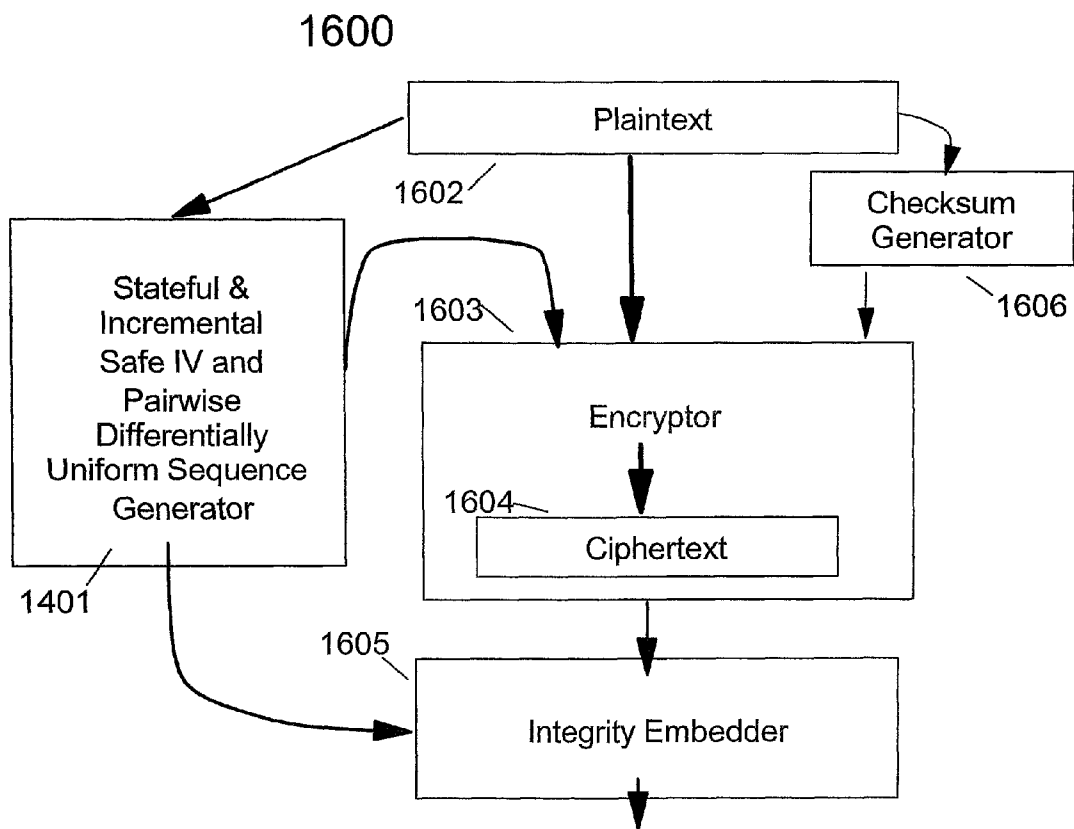 1600
Plaintext
1602
Checksum
Generator
1606
Stateful &
Incremental
Safe IV and
Pairwise
Differentially
Uniform Sequence
Generator
1401
1603
Encryptor
1604
Ciphertext
1605
Integrity Embedder